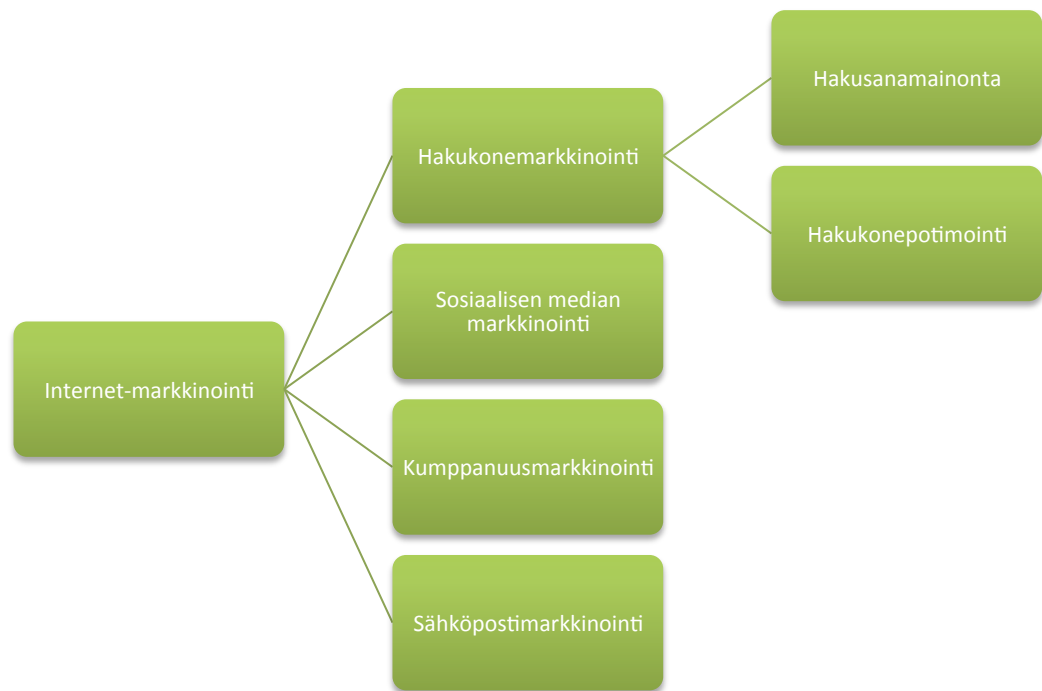 Internet-markkinointi
Hakukonemarkkinointi
Hakusanamainonta
Hakukonepotimointi
Sosiaalisen median
markkinointi
Kumppanuusmarkkinointi
Sähköpostimarkkinointi